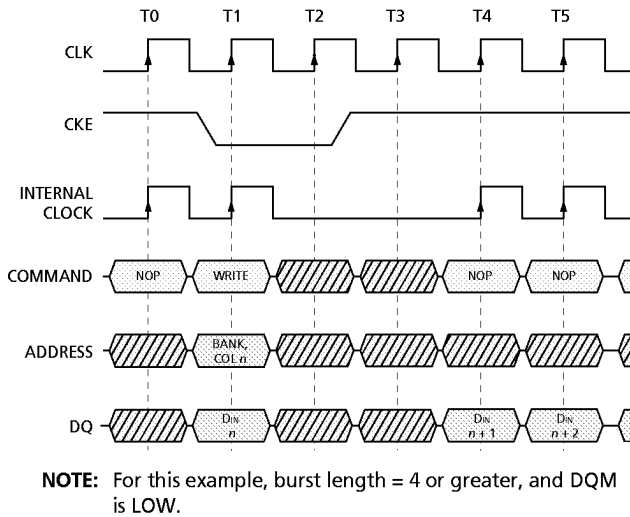 T0 T1 T2 T3 T4 T5
CLK
CKE
INTERNAL
CLOCK
COMMAND NOP WRITE NOP NOP
ADDRESS BANK,
COL n
DQ DIN DIN DIN
n n + 1 n + 2
NOTE: For this example, burst length = 4 or greater, and DQM
is LOW.